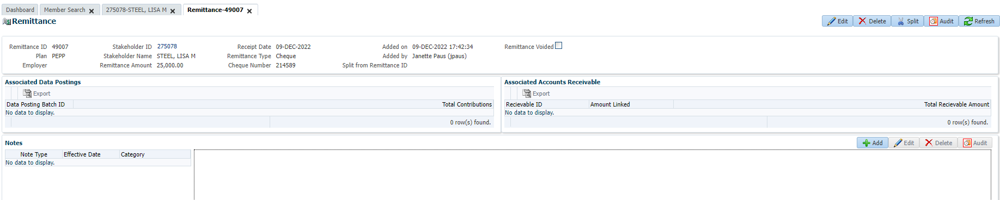 Dashboard Member Search 275078-STEEL, LISA M Remittance-49007
Remittance Edit Delete Split Audit Refresh
Remittance ID 49007 Stakeholder ID 275078 Receipt Date 09-DEC-2022 Added on 09-DEC-2022 17:42:34 Remittance Voided
Plan PEPP Stakeholder Name STEEL, LISA M Remittance Type Cheque Added by Janette Paus (jpaus)
Employer Remittance Amount 25,000.00 Cheque Number 214589 Split from Remittance ID
Associated Data Postings Associated Accounts Receivable
Export Export
Data Posting Batch ID Total Contributions Recievable ID Amount Linked Total Recievable Amount
No data to display. No data to display.
0 row(s) found. 0 row(s) found.
Notes Add Edit Delete Audit
Note Type Effective Date Category
No data to display.